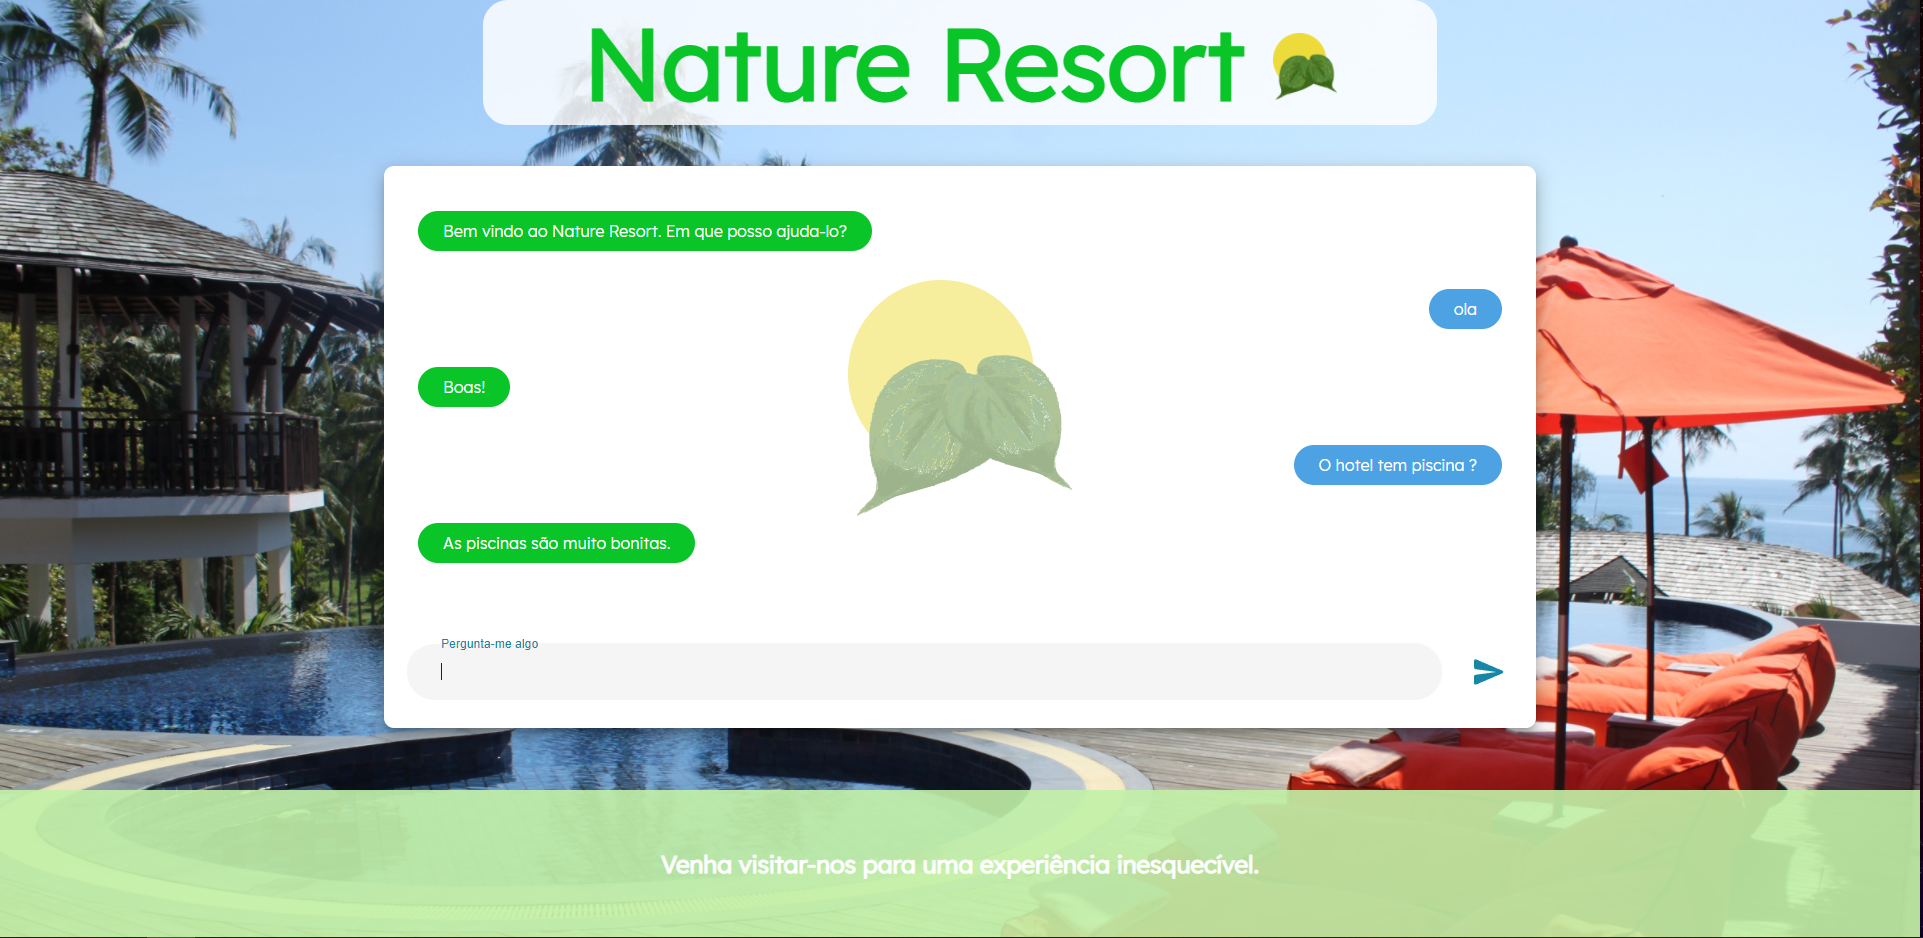 Nature Resort
Bem vindo ao Nature Resort. Em que posso ajuda-lo?
ola
Boas!
O hotel tem piscina ?
As piscinas são muito bonitas.
Pergunta-me algo
Venha visitar-nos para uma experiência inesquecível.